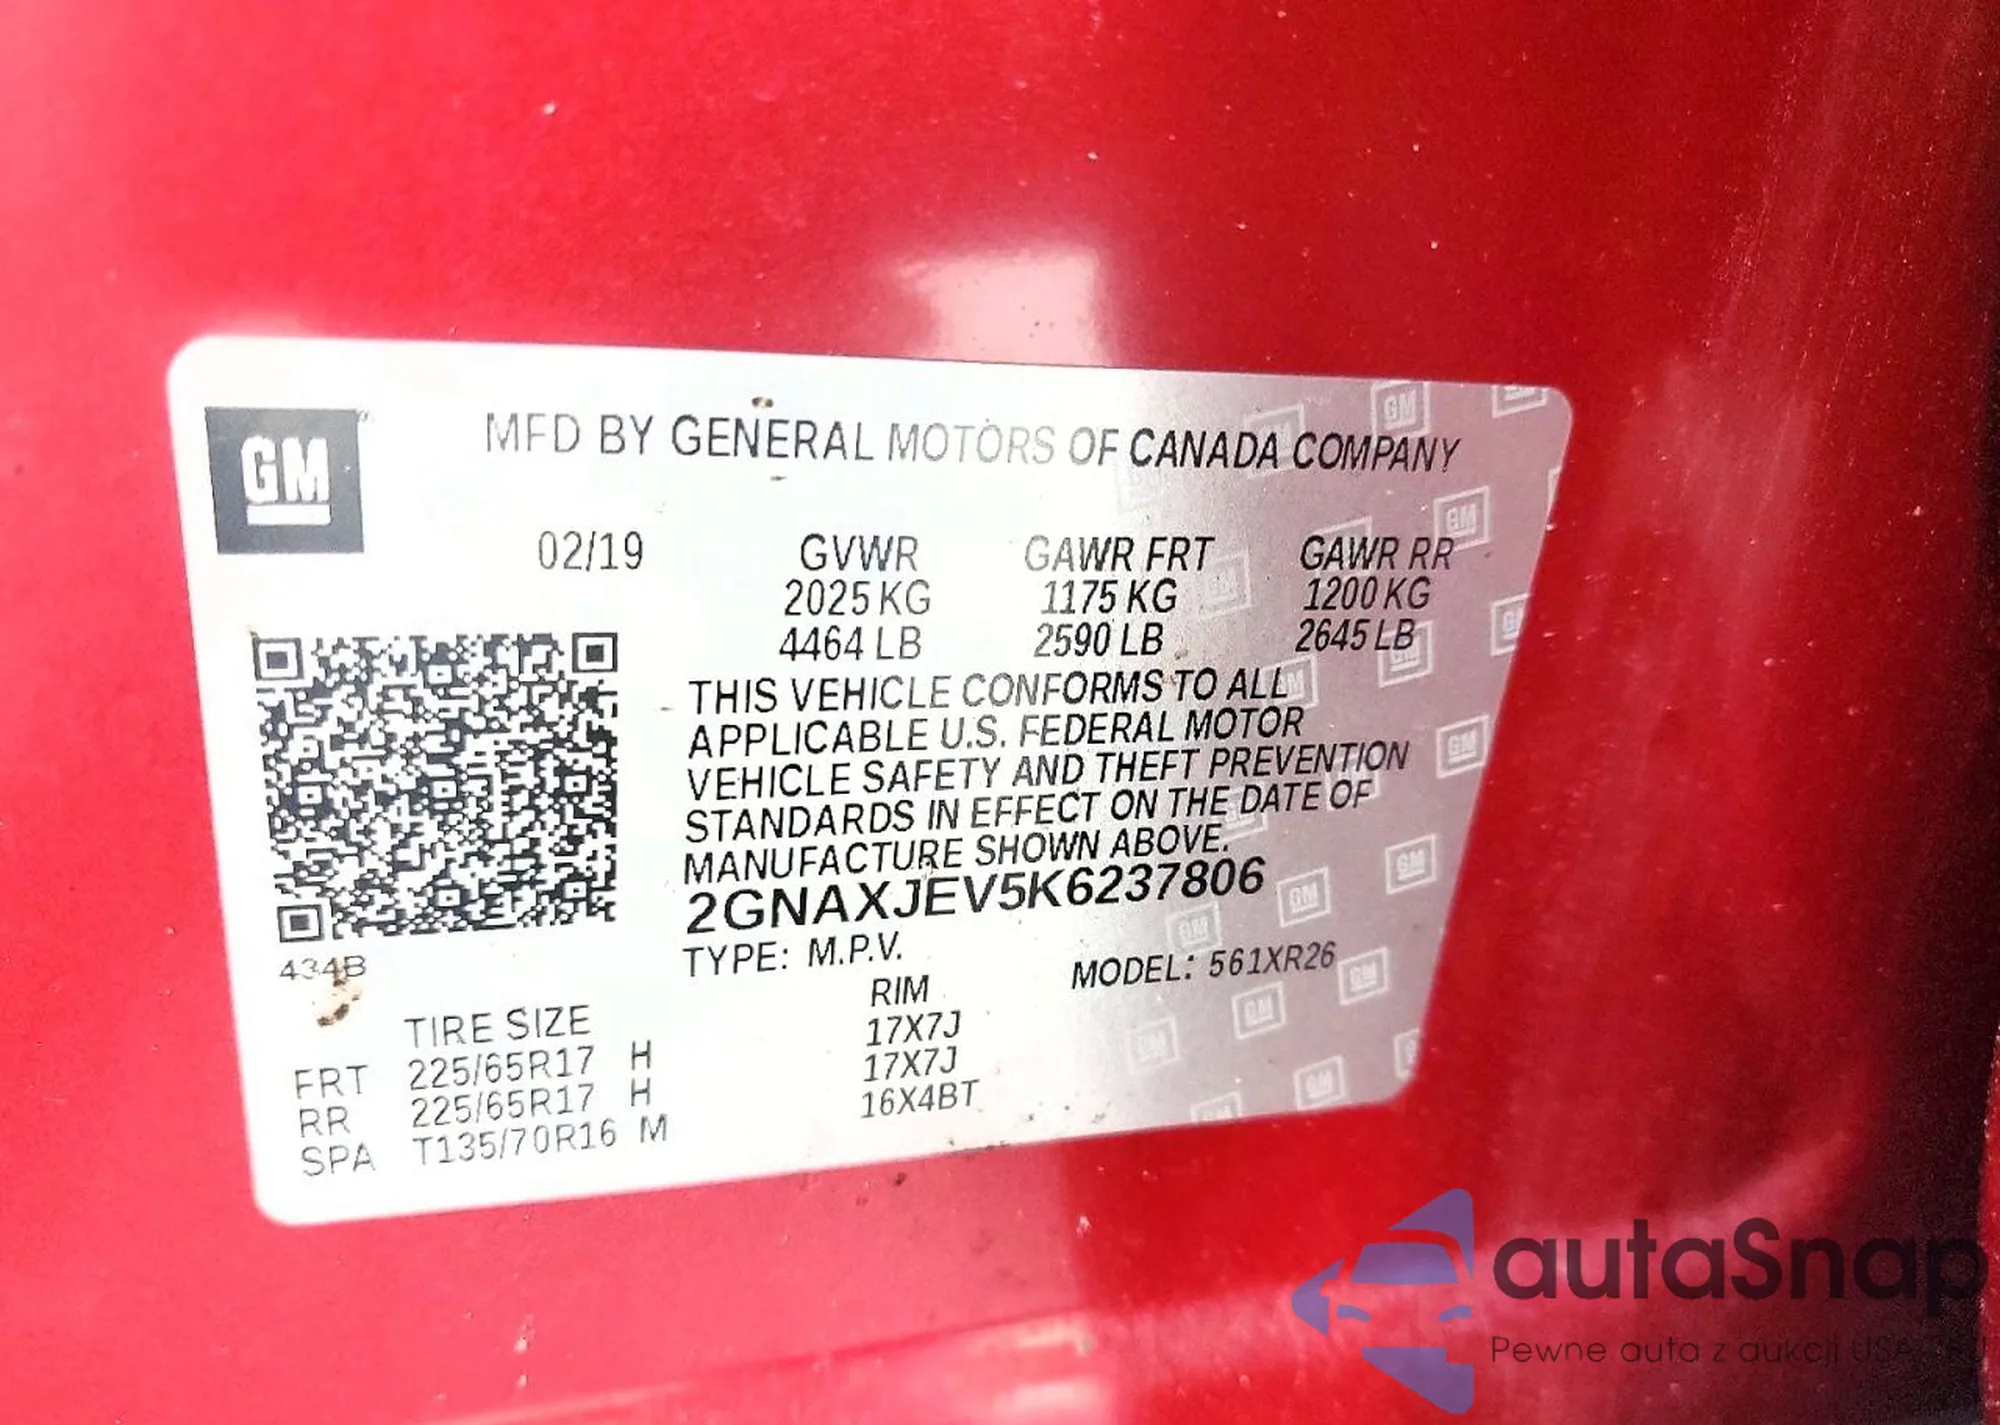 GM
MFD BY GENERAL MOTORS OF CANADA COMPANY
02/19 GVWR GAWR FRT GAWR RR
2025 KG 1175 KG 1200 KG
4464 LB 2590 LB 2645 LB
THIS VEHICLE CONFORMS TO ALL
APPLICABLE U.S. FEDERAL MOTOR
VEHICLE SAFETY AND THEFT PREVENTION
STANDARDS IN EFFECT ON THE DATE OF
MANUFACTURE SHOWN ABOVE.
2GNAXJEV5K6237806
TYPE: M.P.V. MODEL: 561XR26
434B
TIRE SIZE RIM
FRT 225/65R17 H 17X7J
RR 225/65R17 H 17X7J
SPA T135/70R16 M 16X4BT
autaSnap
Pewne auta z aukcji USA